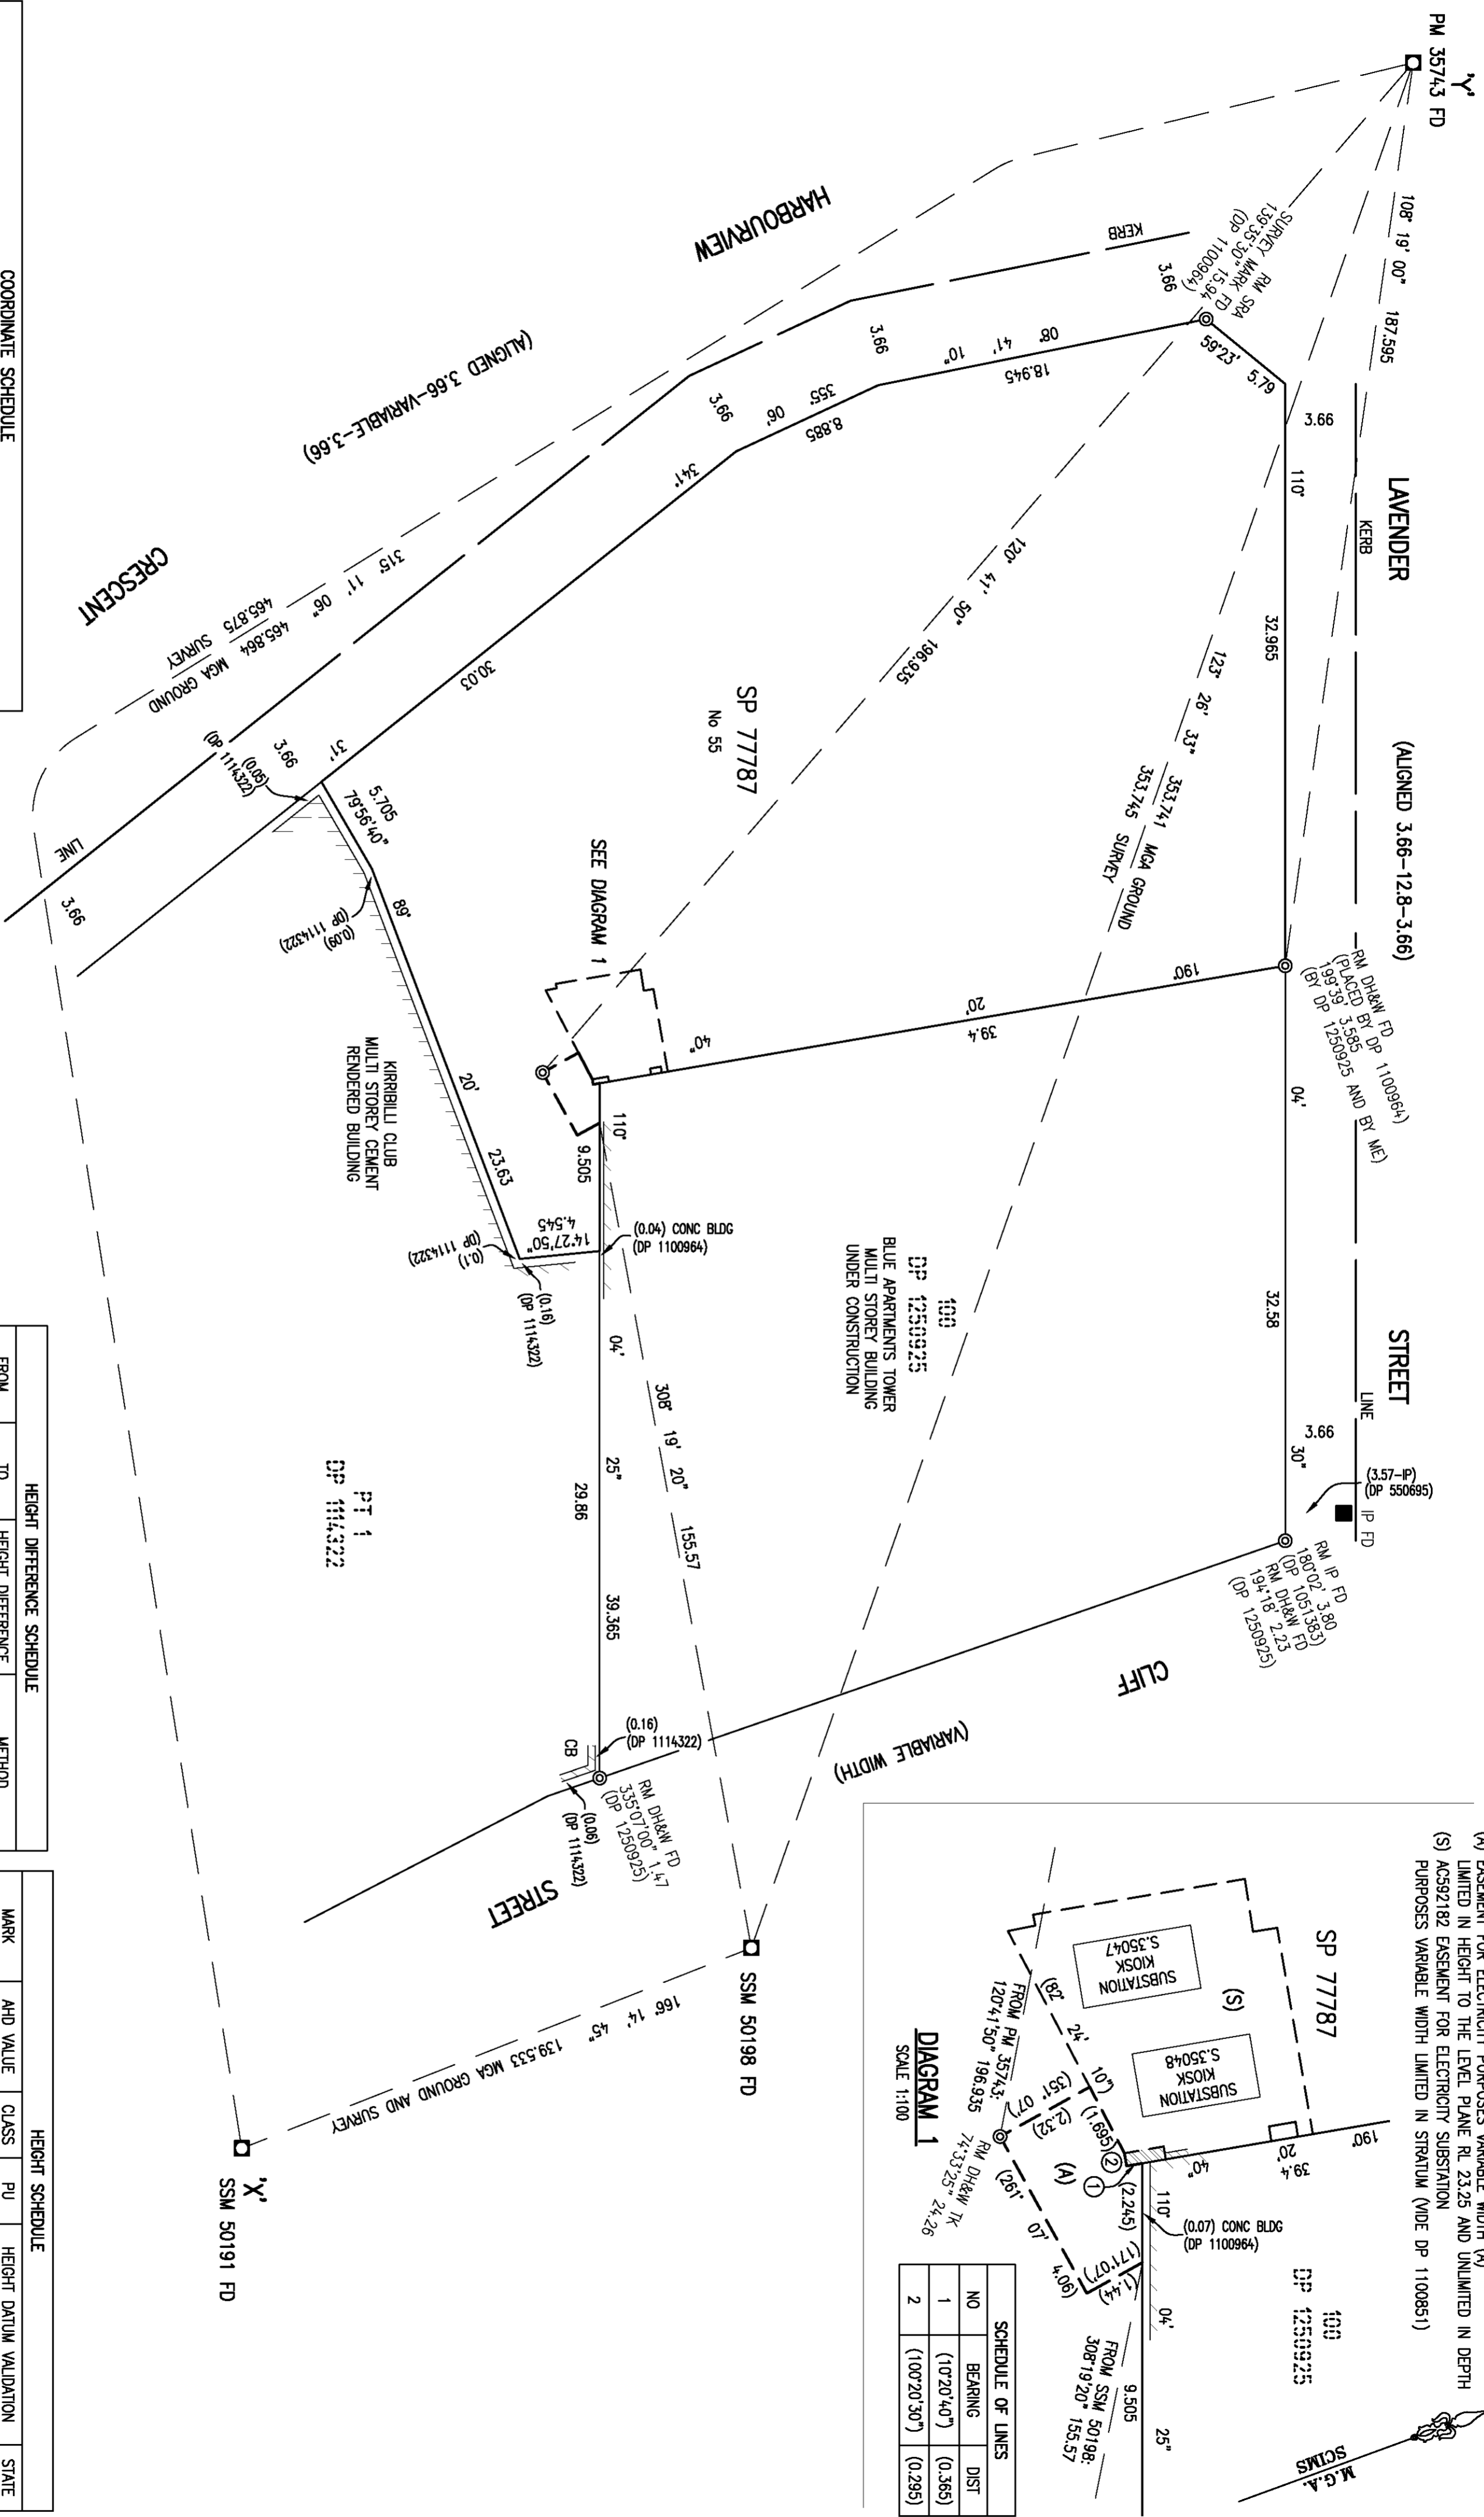 'Y'
PM 35743 FD
108° 19' 00" 187.595
LAVENDER
(ALIGNED 3.66-12.8-3.66)
STREET
KERB
LINE
3.66
3.66
110°
32.965
04'
32.58
30"
RM SRA
SURVEY MARK FD
139°35'30" 15.94
(DP 1100964)
59°23'
5.79
RM DH&W FD
(PLACED BY DP 1100964)
199°39' 3.585
(BY DP 1250925 AND BY ME)
(3.57-IP)
(DP 550695)
IP FD
RM IP FD
180°02' 3.80
(DP 1051383)
RM DH&W FD
194°18' 2.23
(DP 1250925)
HARBOURVIEW
CRESCENT
(ALIGNED 3.66-VARIABLE-3.66)
KERB
LINE
3.66
3.66
3.66
3.66
3.66
08° 41' 10"
18.945
355° 06'
8.885
341° 31'
30.03
315° 11' 06"
465.864 MGA GROUND
465.875 SURVEY
120° 41' 50" 196.935
123° 26' 33"
353.741 MGA GROUND
353.745 SURVEY
SP 77787
No 55
SEE DIAGRAM 1
190° 20' 40"
39.4
5.705
79°56'40"
(0.05)
(DP 1114322)
(0.09)
(DP 1114322)
89° 20'
23.63
KIRRIBILLI CLUB
MULTI STOREY CEMENT
RENDERED BUILDING
(0.1)
(DP 1114322)
(0.16)
(DP 1114322)
14°27'50"
4.545
110° 04' 25"
9.505
29.86
39.365
(0.04) CONC BLDG
(DP 1100964)
308° 19' 20" 155.57
100
DP 1250925
BLUE APARTMENTS TOWER
MULTI STOREY BUILDING
UNDER CONSTRUCTION
PT 1
DP 1114322
CLIFF
(VARIABLE WIDTH)
STREET
(0.16)
(DP 1114322)
CB
(0.06)
(DP 1114322)
RM DH&W FD
335°07'00" 1.47
(DP 1250925)
SSM 50198 FD
166° 14' 45"
139.533 MGA GROUND AND SURVEY
'X'
SSM 50191 FD
(A) EASEMENT FOR ELECTRICITY PURPOSES VARIABLE WIDTH (A)
LIMITED IN HEIGHT TO THE LEVEL PLANE RL 23.25 AND UNLIMITED IN DEPTH
(S) AC592182 EASEMENT FOR ELECTRICITY SUBSTATION
PURPOSES VARIABLE WIDTH LIMITED IN STRATUM (VIDE DP 1100851)
M.G.A.
SCIMS
SP 77787
100
DP 1250925
(S)
SUBSTATION
KIOSK
S.35047
SUBSTATION
KIOSK
S.35048
190° 20' 40"
39.4
(82° 24' 10")
(1.695)
(351° 07')
(2.32)
(A)
1
2
(2.245)
(0.07) CONC BLDG
(DP 1100964)
110° 04' 25"
9.505
(171°07')
(1.44)
(261° 07' 4.06)
FROM PM 35743:
120°41'50" 196.935
RM DH&W TK
74°33'25" 24.26
FROM SSM 50198:
308°19'20" 155.57
DIAGRAM 1
SCALE 1:100
SCHEDULE OF LINES
NO BEARING DIST
1 (10°20'40") (0.365)
2 (100°20'30") (0.295)
COORDINATE SCHEDULE
HEIGHT DIFFERENCE SCHEDULE
FROM TO HEIGHT DIFFERENCE METHOD
HEIGHT SCHEDULE
MARK AHD VALUE CLASS PU HEIGHT DATUM VALIDATION STATE